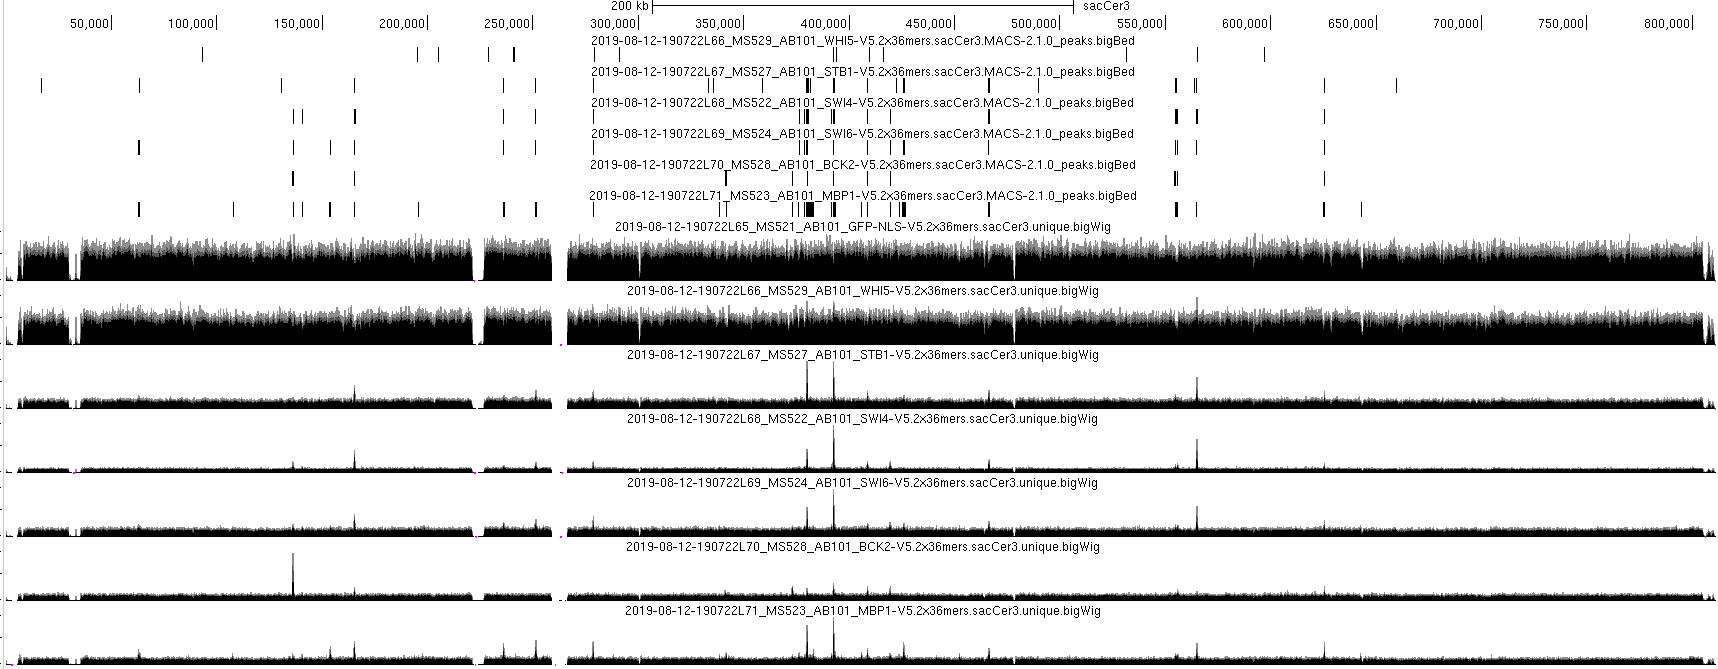 200 kb sacCer3
50,000 100,000 150,000 200,000 250,000 300,000 350,000 400,000 450,000 500,000 550,000 600,000 650,000 700,000 750,000 800,000
2019-08-12-190722L66_MS529_AB101_WHI5-V5.2x36mers.sacCer3.MACS-2.1.0_peaks.bigBed
2019-08-12-190722L67_MS527_AB101_STB1-V5.2x36mers.sacCer3.MACS-2.1.0_peaks.bigBed
2019-08-12-190722L68_MS522_AB101_SWI4-V5.2x36mers.sacCer3.MACS-2.1.0_peaks.bigBed
2019-08-12-190722L69_MS524_AB101_SWI6-V5.2x36mers.sacCer3.MACS-2.1.0_peaks.bigBed
2019-08-12-190722L70_MS528_AB101_BCK2-V5.2x36mers.sacCer3.MACS-2.1.0_peaks.bigBed
2019-08-12-190722L71_MS523_AB101_MBP1-V5.2x36mers.sacCer3.MACS-2.1.0_peaks.bigBed
2019-08-12-190722L65_MS521_AB101_GFP-NLS-V5.2x36mers.sacCer3.unique.bigWig
2019-08-12-190722L66_MS529_AB101_WHI5-V5.2x36mers.sacCer3.unique.bigWig
2019-08-12-190722L67_MS527_AB101_STB1-V5.2x36mers.sacCer3.unique.bigWig
2019-08-12-190722L68_MS522_AB101_SWI4-V5.2x36mers.sacCer3.unique.bigWig
2019-08-12-190722L69_MS524_AB101_SWI6-V5.2x36mers.sacCer3.unique.bigWig
2019-08-12-190722L70_MS528_AB101_BCK2-V5.2x36mers.sacCer3.unique.bigWig
2019-08-12-190722L71_MS523_AB101_MBP1-V5.2x36mers.sacCer3.unique.bigWig